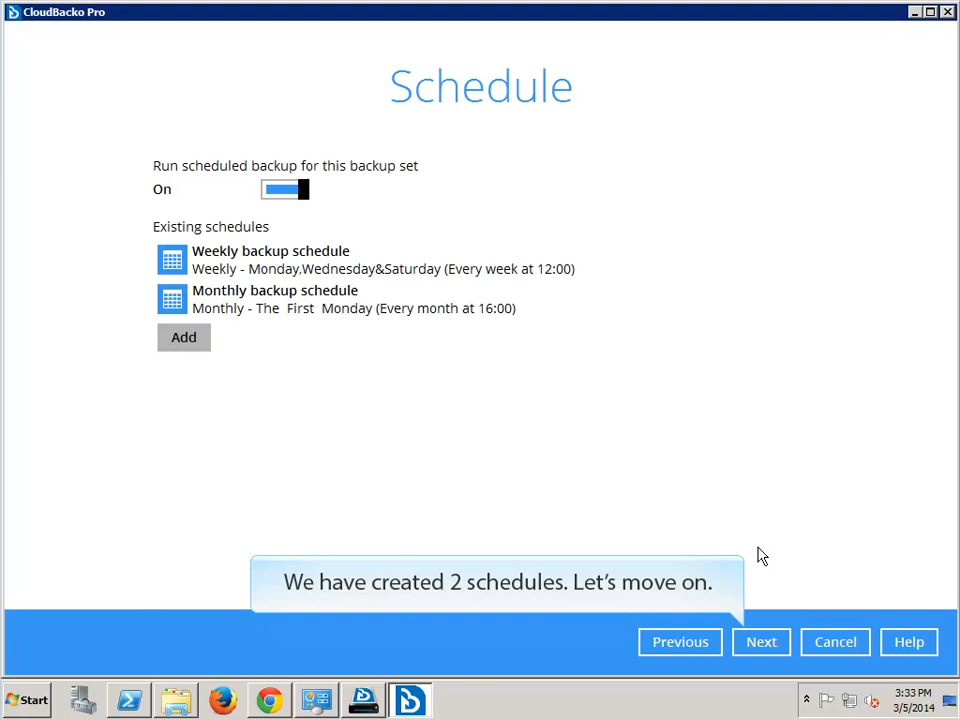 CloudBacko Pro
Schedule
Run scheduled backup for this backup set
On
Existing schedules
Weekly backup schedule
Weekly - Monday,Wednesday&Saturday (Every week at 12:00)
Monthly backup schedule
Monthly - The First Monday (Every month at 16:00)
Add
We have created 2 schedules. Let's move on.
Previous Next Cancel Help
Start 3:33 PM
3/5/2014